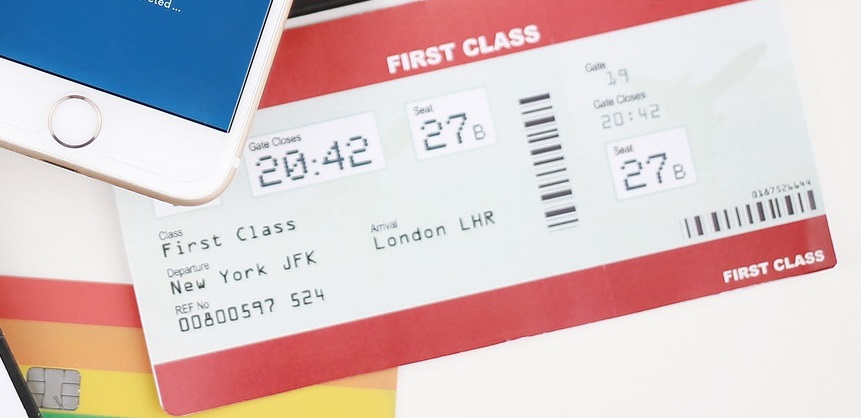 FIRST CLASS
Gate Closes
20:42
Seat
27B
Class
First Class
Departure
New York JFK
Arrival
London LHR
REF No
00800597 524
Gate
19
Gate Closes
20:42
Seat
27B
FIRST CLASS